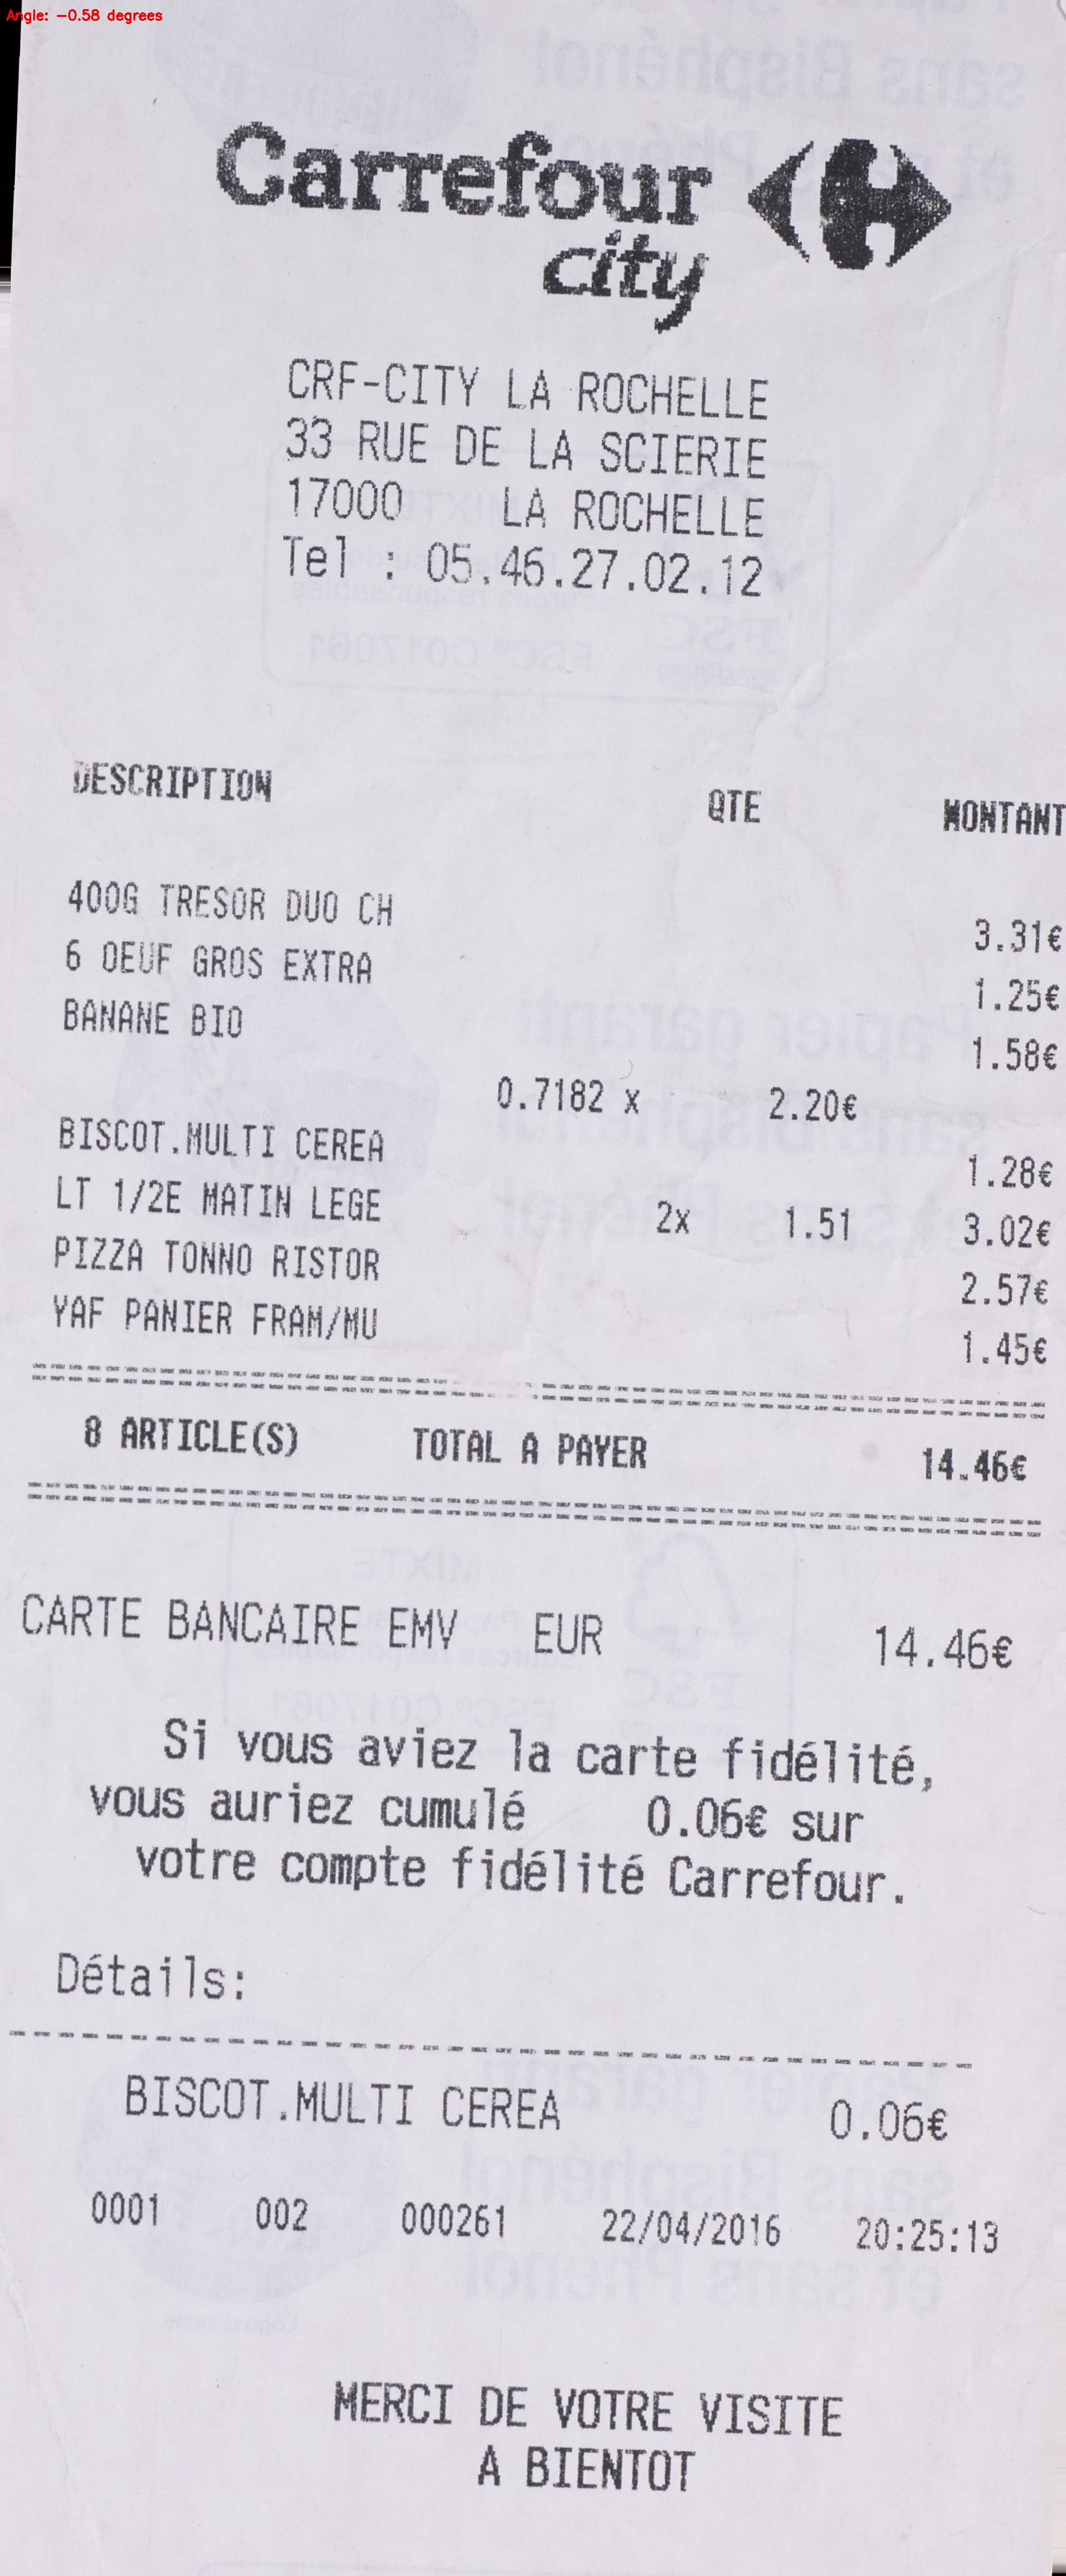 Angle: -0.58 degrees
Carrefour
city
CRF-CITY LA ROCHELLE
33 RUE DE LA SCIERIE
17000 LA ROCHELLE
Tel : 05.46.27.02.12
DESCRIPTION QTE MONTANT
400G TRESOR DUO CH 3.31€
6 OEUF GROS EXTRA 1.25€
BANANE BIO 1.58€
0.7182 x 2.20€
BISCOT.MULTI CEREA 1.28€
LT 1/2E MATIN LEGE 2x 1.51 3.02€
PIZZA TONNO RISTOR 2.57€
YAF PANIER FRAM/MU 1.45€
8 ARTICLE(S) TOTAL A PAYER 14.46€
CARTE BANCAIRE EMV EUR 14.46€
Si vous aviez la carte fidélité,
vous auriez cumulé 0.06€ sur
votre compte fidélité Carrefour.
Détails:
BISCOT.MULTI CEREA 0.06€
0001 002 000261 22/04/2016 20:25:13
MERCI DE VOTRE VISITE
A BIENTOT